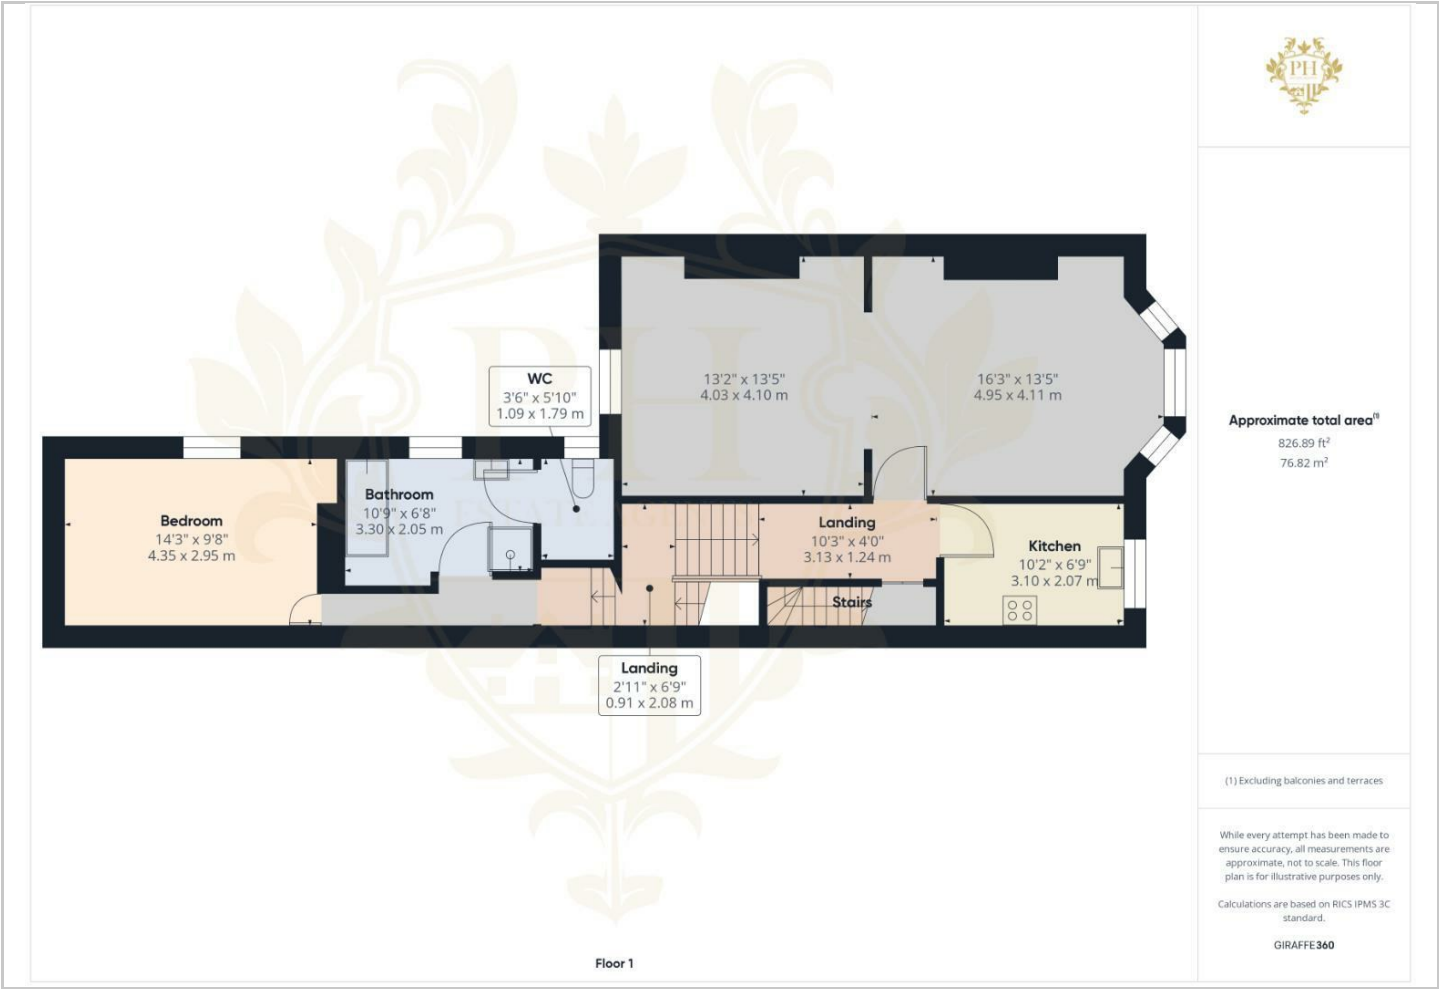 PH
WC
3'6" x 5'10"
1.09 x 1.79 m
13'2" x 13'5"
4.03 x 4.10 m
16'3" x 13'5"
4.95 x 4.11 m
Bedroom
14'3" x 9'8"
4.35 x 2.95 m
Bathroom
10'9" x 6'8"
3.30 x 2.05 m
Landing
10'3" x 4'0"
3.13 x 1.24 m
Kitchen
10'2" x 6'9"
3.10 x 2.07 m
Stairs
Landing
2'11" x 6'9"
0.91 x 2.08 m
Floor 1
PH
ESTATE AGENTS
Approximate total area(1)
826.89 ft²
76.82 m²
(1) Excluding balconies and terraces
While every attempt has been made to
ensure accuracy, all measurements are
approximate, not to scale. This floor
plan is for illustrative purposes only.
Calculations are based on RICS IPMS 3C
standard.
GIRAFFE360